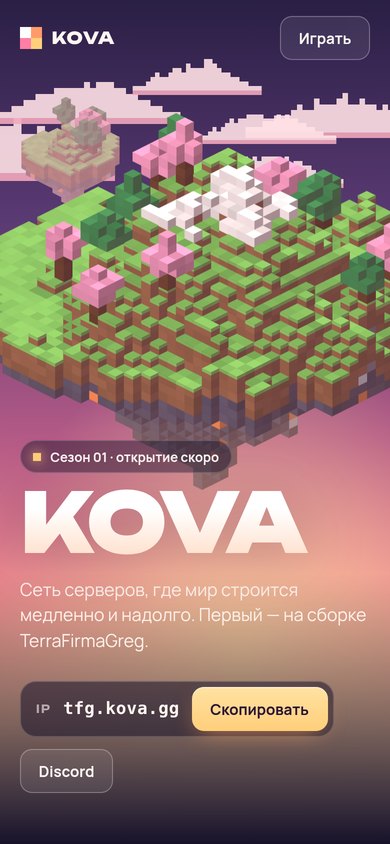 KOVA
Играть
Сезон 01 · открытие скоро
KOVA
Сеть серверов, где мир строится
медленно и надолго. Первый — на сборке
TerraFirmaGreg.
IP tfg.kova.gg Скопировать
Discord